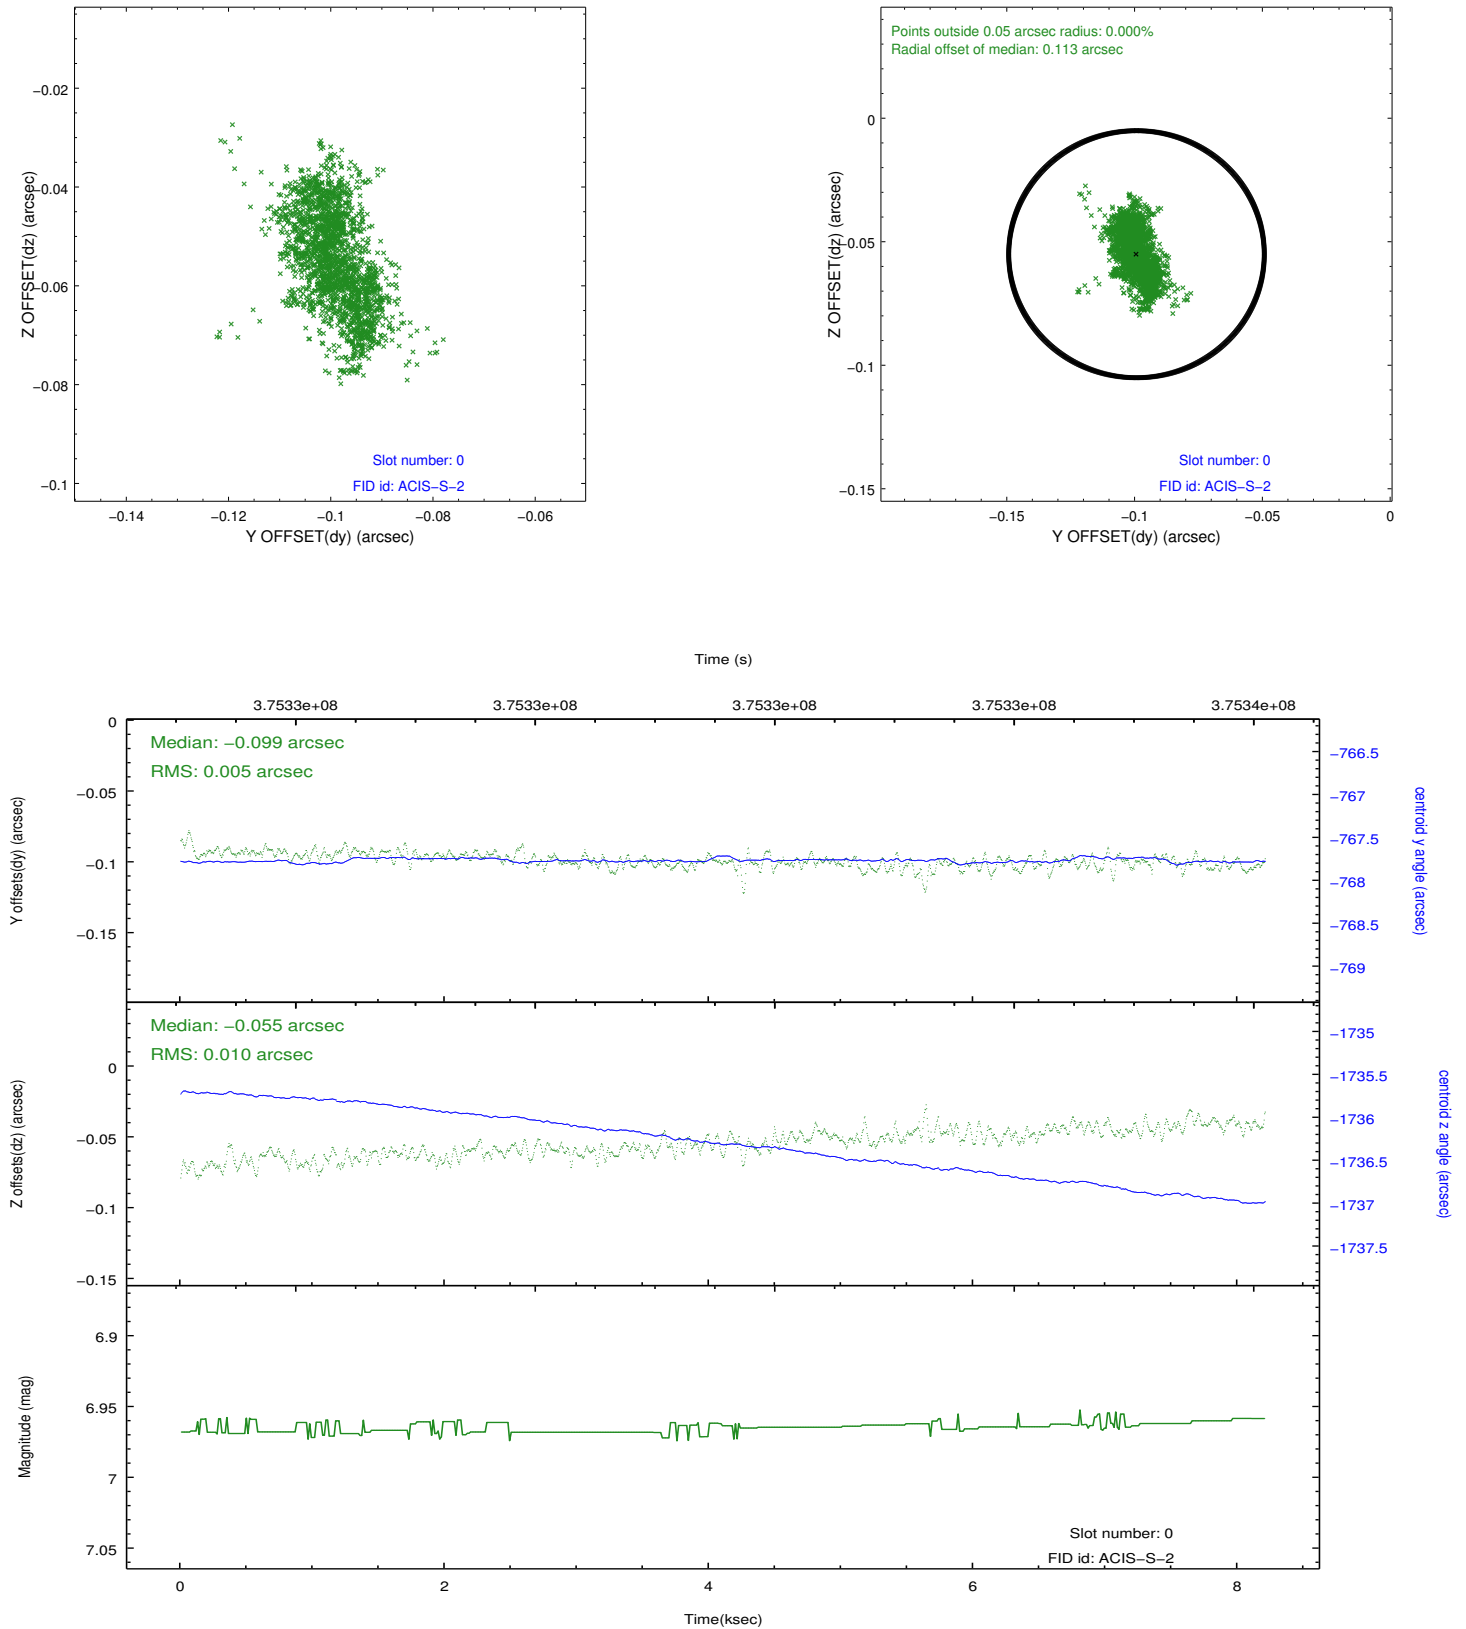 −0.02
−0.04
−0.06
−0.08
−0.1
Z OFFSET(dz) (arcsec)
Slot number: 0
FID id: ACIS−S−2
−0.14 −0.12 −0.1 −0.08 −0.06
Y OFFSET(dy) (arcsec)
Points outside 0.05 arcsec radius: 0.000%
Radial offset of median: 0.113 arcsec
0
−0.05
−0.1
−0.15
Z OFFSET(dz) (arcsec)
Slot number: 0
FID id: ACIS−S−2
−0.15 −0.1 −0.05 0
Y OFFSET(dy) (arcsec)
Time (s)
3.7533e+08 3.7533e+08 3.7533e+08 3.7533e+08 3.7534e+08
Median: −0.099 arcsec
RMS: 0.005 arcsec
0
−0.05
−0.1
−0.15
Y offsets(dy) (arcsec)
−766.5
−767
−767.5
−768
−768.5
−769
centroid y angle (arcsec)
Median: −0.055 arcsec
RMS: 0.010 arcsec
0
−0.05
−0.1
−0.15
Z offsets(dz) (arcsec)
−1735
−1735.5
−1736
−1736.5
−1737
−1737.5
centroid z angle (arcsec)
6.9
6.95
7
7.05
Magnitude (mag)
Slot number: 0
FID id: ACIS−S−2
0 2 4 6 8
Time(ksec)